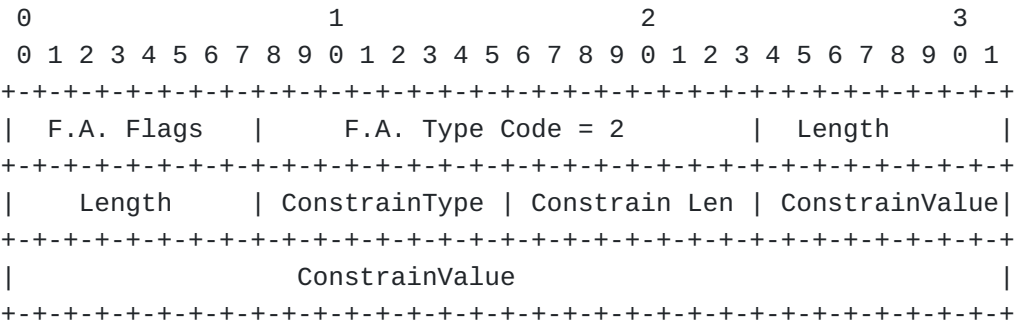 0                   1                   2                   3
 0 1 2 3 4 5 6 7 8 9 0 1 2 3 4 5 6 7 8 9 0 1 2 3 4 5 6 7 8 9 0 1
+-+-+-+-+-+-+-+-+-+-+-+-+-+-+-+-+-+-+-+-+-+-+-+-+-+-+-+-+-+-+-+-+
|  F.A. Flags   |     F.A. Type Code = 2        |  Length       |
+-+-+-+-+-+-+-+-+-+-+-+-+-+-+-+-+-+-+-+-+-+-+-+-+-+-+-+-+-+-+-+-+
|    Length     | ConstrainType | Constrain Len | ConstrainValue|
+-+-+-+-+-+-+-+-+-+-+-+-+-+-+-+-+-+-+-+-+-+-+-+-+-+-+-+-+-+-+-+-+
|                  ConstrainValue                               |
+-+-+-+-+-+-+-+-+-+-+-+-+-+-+-+-+-+-+-+-+-+-+-+-+-+-+-+-+-+-+-+-+